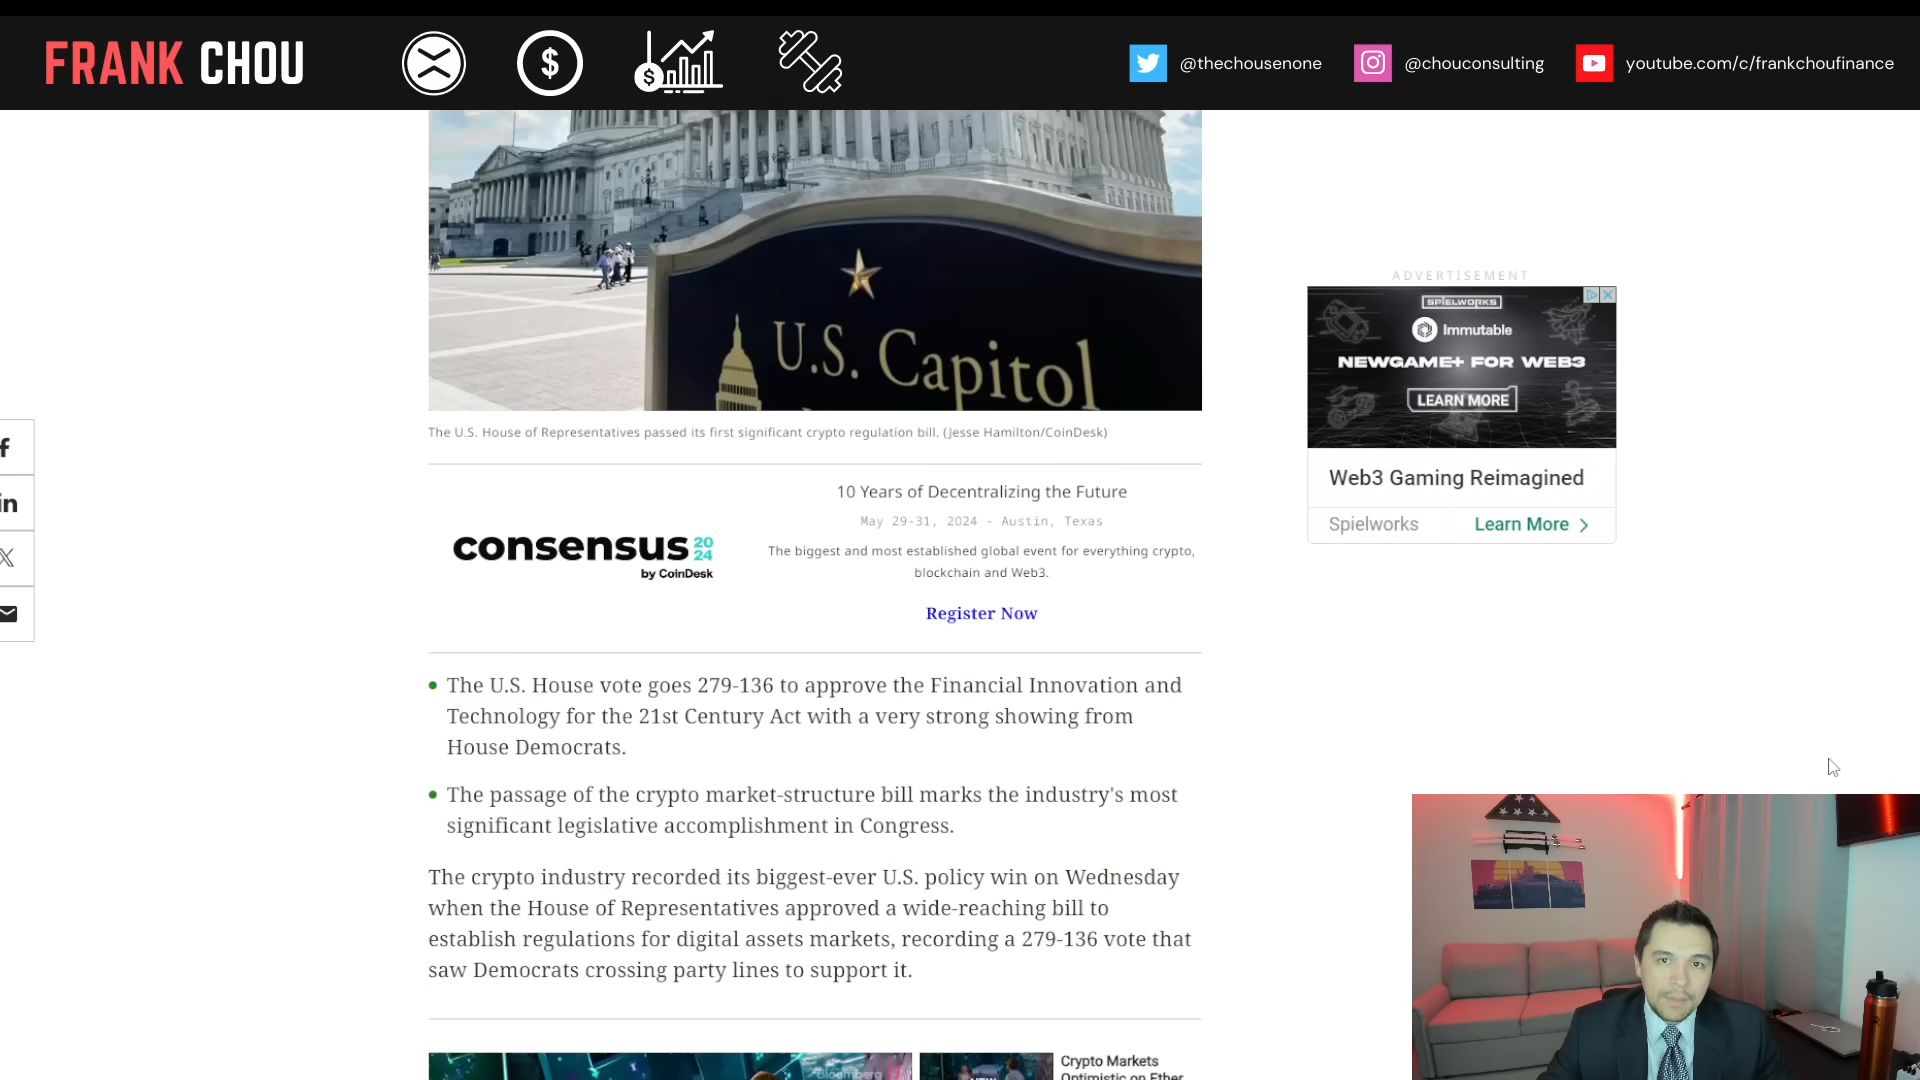 FRANK CHOU
@thechousenone
@chouconsulting
youtube.com/c/frankchoufinance
U.S. Capitol
The U.S. House of Representatives passed its first significant crypto regulation bill. (Jesse Hamilton/CoinDesk)
ADVERTISEMENT
SPIELWORKS
Immutable
NEWGAME+ FOR WEB3
LEARN MORE
Web3 Gaming Reimagined
Spielworks
Learn More
consensus 2024
by CoinDesk
10 Years of Decentralizing the Future
May 29-31, 2024 - Austin, Texas
The biggest and most established global event for everything crypto,
blockchain and Web3.
Register Now
The U.S. House vote goes 279-136 to approve the Financial Innovation and
Technology for the 21st Century Act with a very strong showing from
House Democrats.
The passage of the crypto market-structure bill marks the industry's most
significant legislative accomplishment in Congress.
The crypto industry recorded its biggest-ever U.S. policy win on Wednesday
when the House of Representatives approved a wide-reaching bill to
establish regulations for digital assets markets, recording a 279-136 vote that
saw Democrats crossing party lines to support it.
Bloomberg
Crypto Markets
Optimistic on Ether